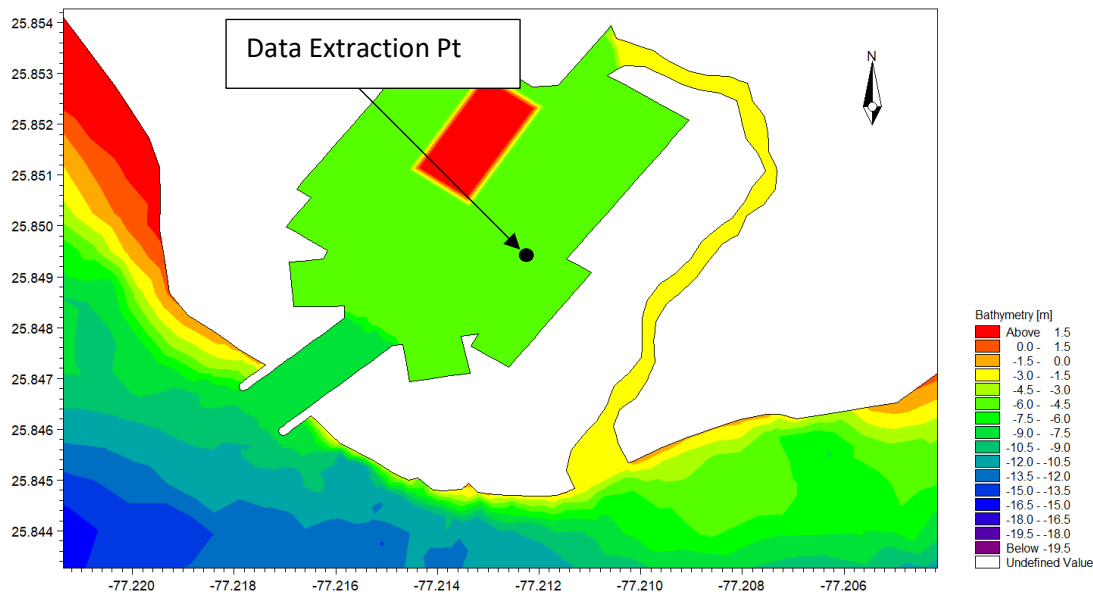 Data Extraction Pt
N
25.854
25.853
25.852
25.851
25.850
25.849
25.848
25.847
25.846
25.845
25.844
-77.220
-77.218
-77.216
-77.214
-77.212
-77.210
-77.208
-77.206
Bathymetry [m]
Above 1.5
0.0 - 1.5
-1.5 - 0.0
-3.0 - -1.5
-4.5 - -3.0
-6.0 - -4.5
-7.5 - -6.0
-9.0 - -7.5
-10.5 - -9.0
-12.0 - -10.5
-13.5 - -12.0
-15.0 - -13.5
-16.5 - -15.0
-18.0 - -16.5
-19.5 - -18.0
Below -19.5
Undefined Value